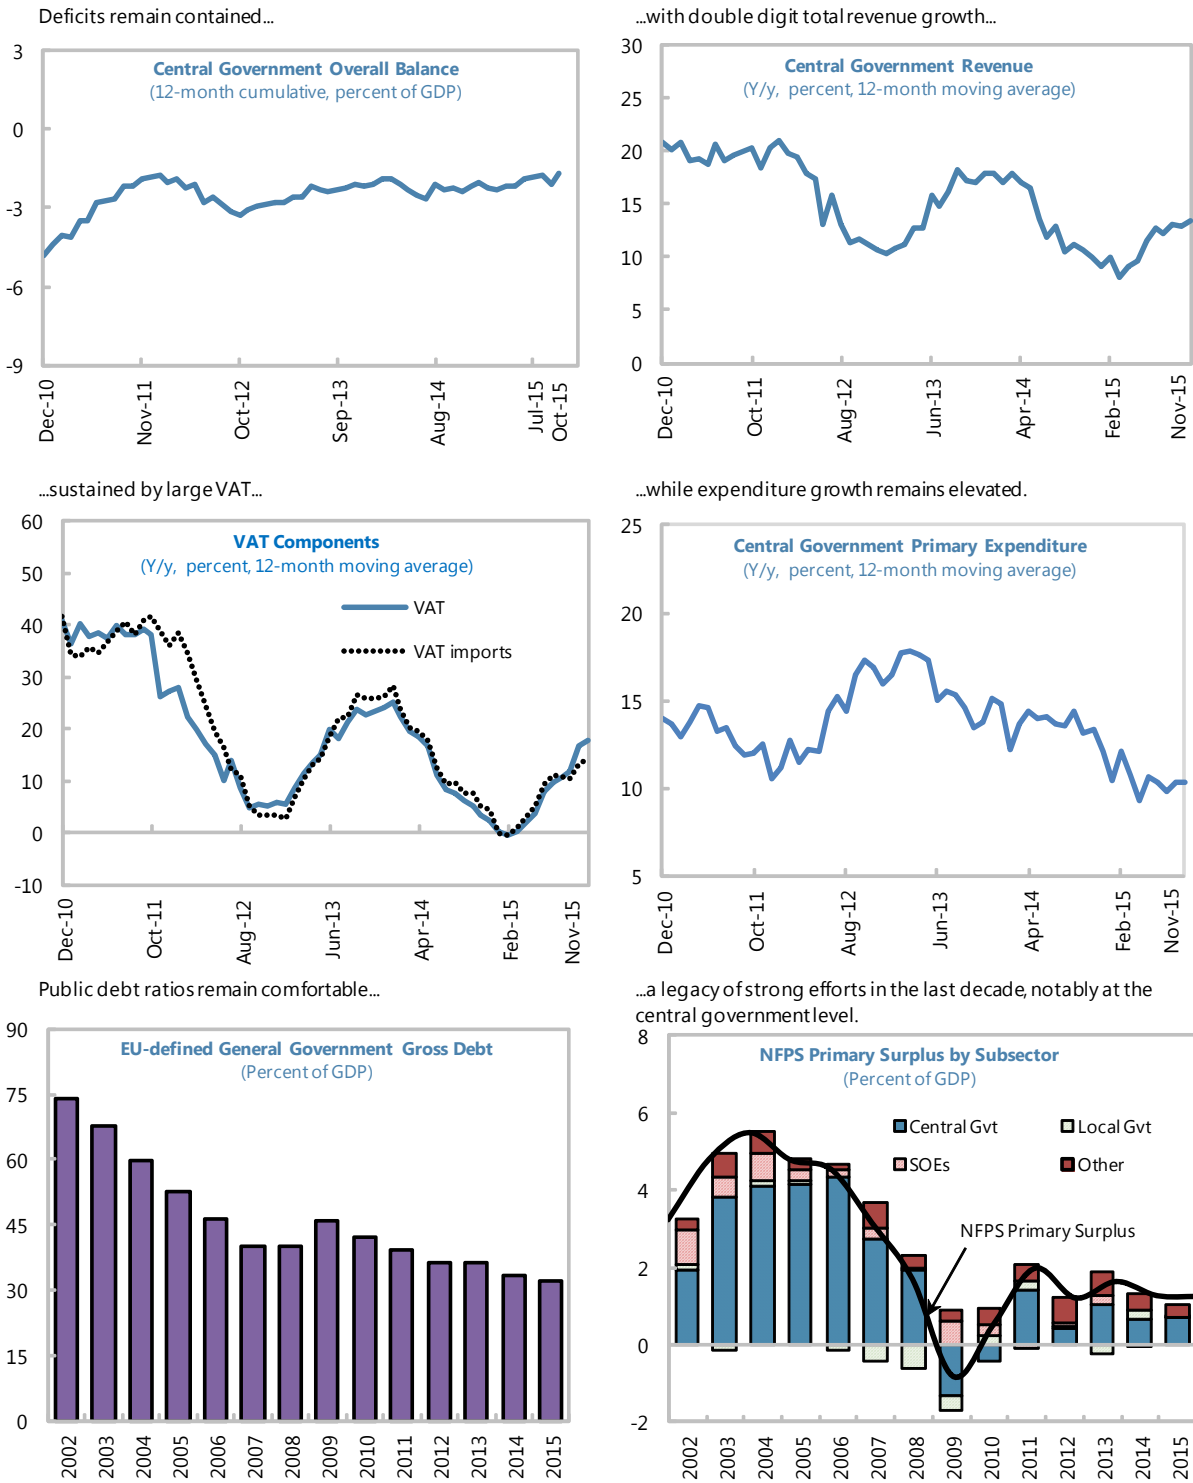 Deficits remain contained...
3
0
-3
-6
-9
Central Government Overall Balance
(12-month cumulative, percent of GDP)
Dec-10
Nov-11
Oct-12
Sep-13
Aug-14
Jul-15
Oct-15
...with double digit total revenue growth...
30
25
20
15
10
5
0
Central Government Revenue
(Y/y, percent, 12-month moving average)
Dec-10
Oct-11
Aug-12
Jun-13
Apr-14
Feb-15
Nov-15
...sustained by large VAT...
60
50
40
30
20
10
0
-10
VAT Components
(Y/y, percent, 12-month moving average)
VAT
VAT imports
Dec-10
Oct-11
Aug-12
Jun-13
Apr-14
Feb-15
Nov-15
...while expenditure growth remains elevated.
25
20
15
10
5
Central Government Primary Expenditure
(Y/y, percent, 12-month moving average)
Dec-10
Oct-11
Aug-12
Jun-13
Apr-14
Feb-15
Nov-15
Public debt ratios remain comfortable...
90
75
60
45
30
15
0
EU-defined General Government Gross Debt
(Percent of GDP)
2002
2003
2004
2005
2006
2007
2008
2009
2010
2011
2012
2013
2014
2015
...a legacy of strong efforts in the last decade, notably at the
central government level.
8
6
4
2
0
-2
NFPS Primary Surplus by Subsector
(Percent of GDP)
Central Gvt
Local Gvt
SOEs
Other
NFPS Primary Surplus
2002
2003
2004
2005
2006
2007
2008
2009
2010
2011
2012
2013
2014
2015